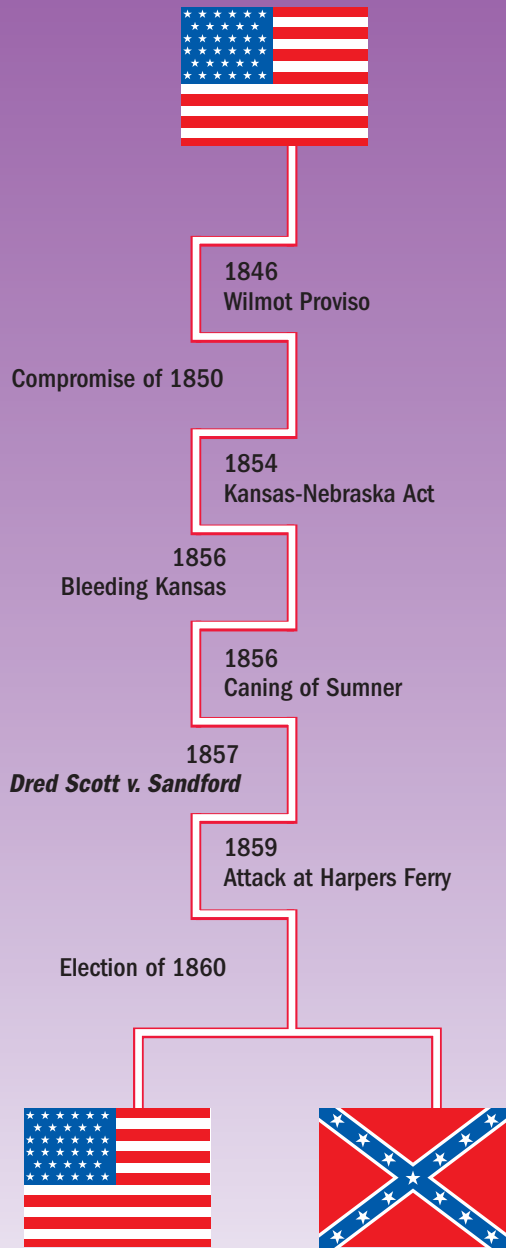 1846
Wilmot Proviso
Compromise of 1850
1854
Kansas-Nebraska Act
1856
Bleeding Kansas
1856
Caning of Sumner
1857
Dred Scott v. Sandford
1859
Attack at Harpers Ferry
Election of 1860